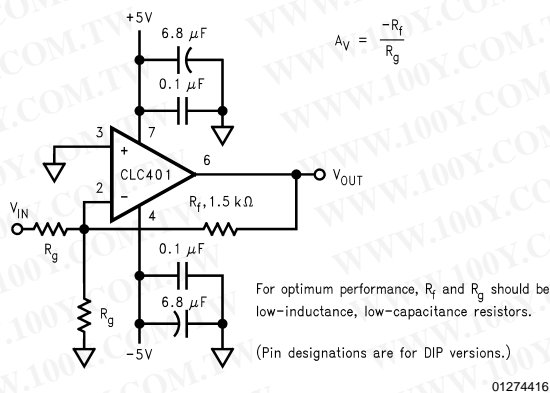 +5V
6.8 μF
0.1 μF
A_V = -R_f / R_g
3
7
+
CLC401
6
V_OUT
2
−
4
R_f, 1.5 kΩ
V_IN
R_g
0.1 μF
6.8 μF
R_g
−5V
For optimum performance, R_f and R_g should be
low-inductance, low-capacitance resistors.
(Pin designations are for DIP versions.)
01274416
WWW.100Y.COM.TW